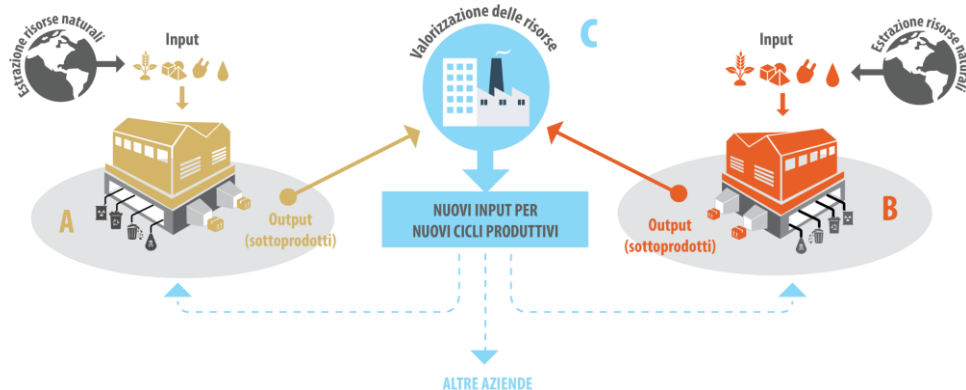 Estrazione risorse naturali
Input
Valorizzazione delle risorse
C
Input
Estrazione risorse naturali
A
Output
(sottoprodotti)
NUOVI INPUT PER
NUOVI CICLI PRODUTTIVI
Output
(sottoprodotti)
B
ALTRE AZIENDE